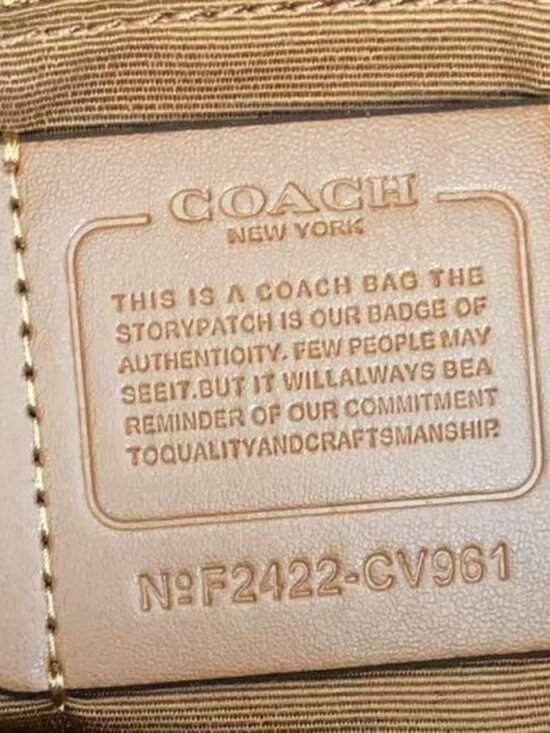 COACH
NEW YORK
THIS IS A COACH BAG THE
STORYPATCH IS OUR BADGE OF
AUTHENTIOITY. FEW PEOPLE MAY
SEEIT.BUT IT WILLALWAYS BEA
REMINDER OF OUR COMMITMENT
TOQUALITYANDCRAFTSMANSHIP.
NºF2422-CV961